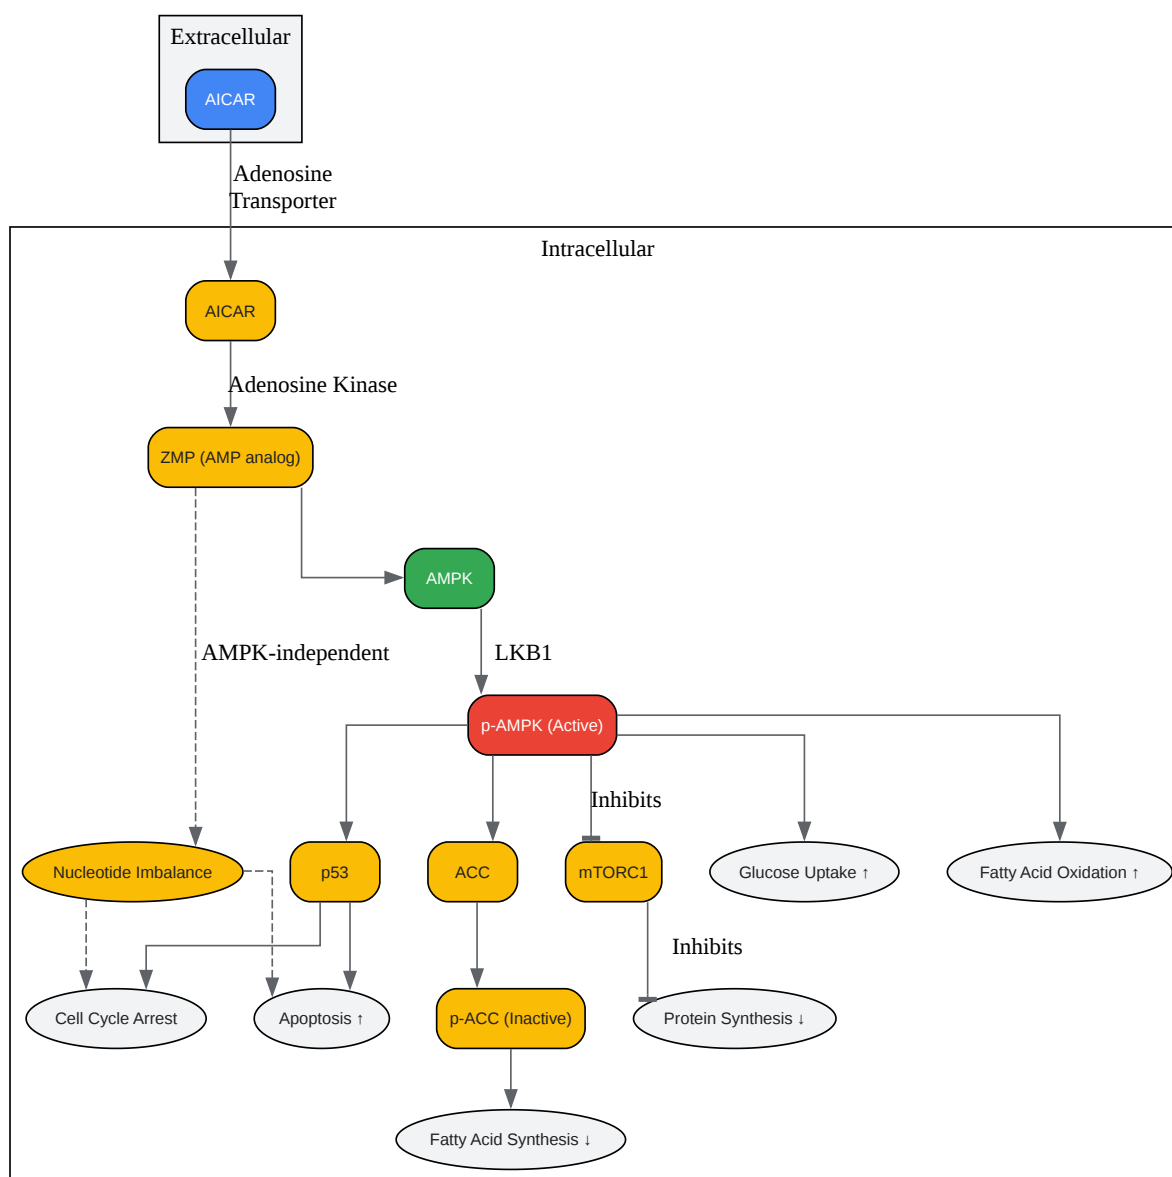 Extracellular
AICAR
Adenosine
Transporter
Intracellular
AICAR
Adenosine Kinase
ZMP (AMP analog)
AMPK
AMPK-independent
LKB1
p-AMPK (Active)
Inhibits
Nucleotide Imbalance
p53
ACC
mTORC1
Glucose Uptake ↑
Fatty Acid Oxidation ↑
Inhibits
Cell Cycle Arrest
Apoptosis ↑
p-ACC (Inactive)
Protein Synthesis ↓
Fatty Acid Synthesis ↓